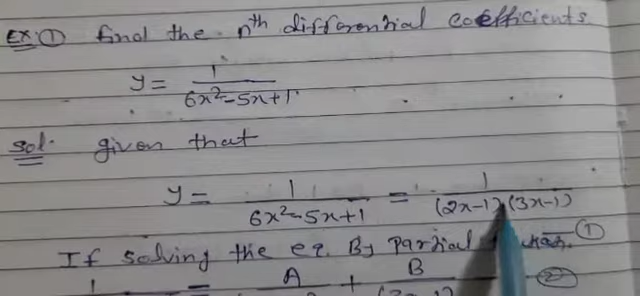 Ex:① find the nth differential coefficients
y = 1/(6x²-5x+1)
Sol. given that
y = 1/(6x²-5x+1) = 1/((2x-1)(3x-1))
If solving the eq. By partial ①
1 = A + B ②